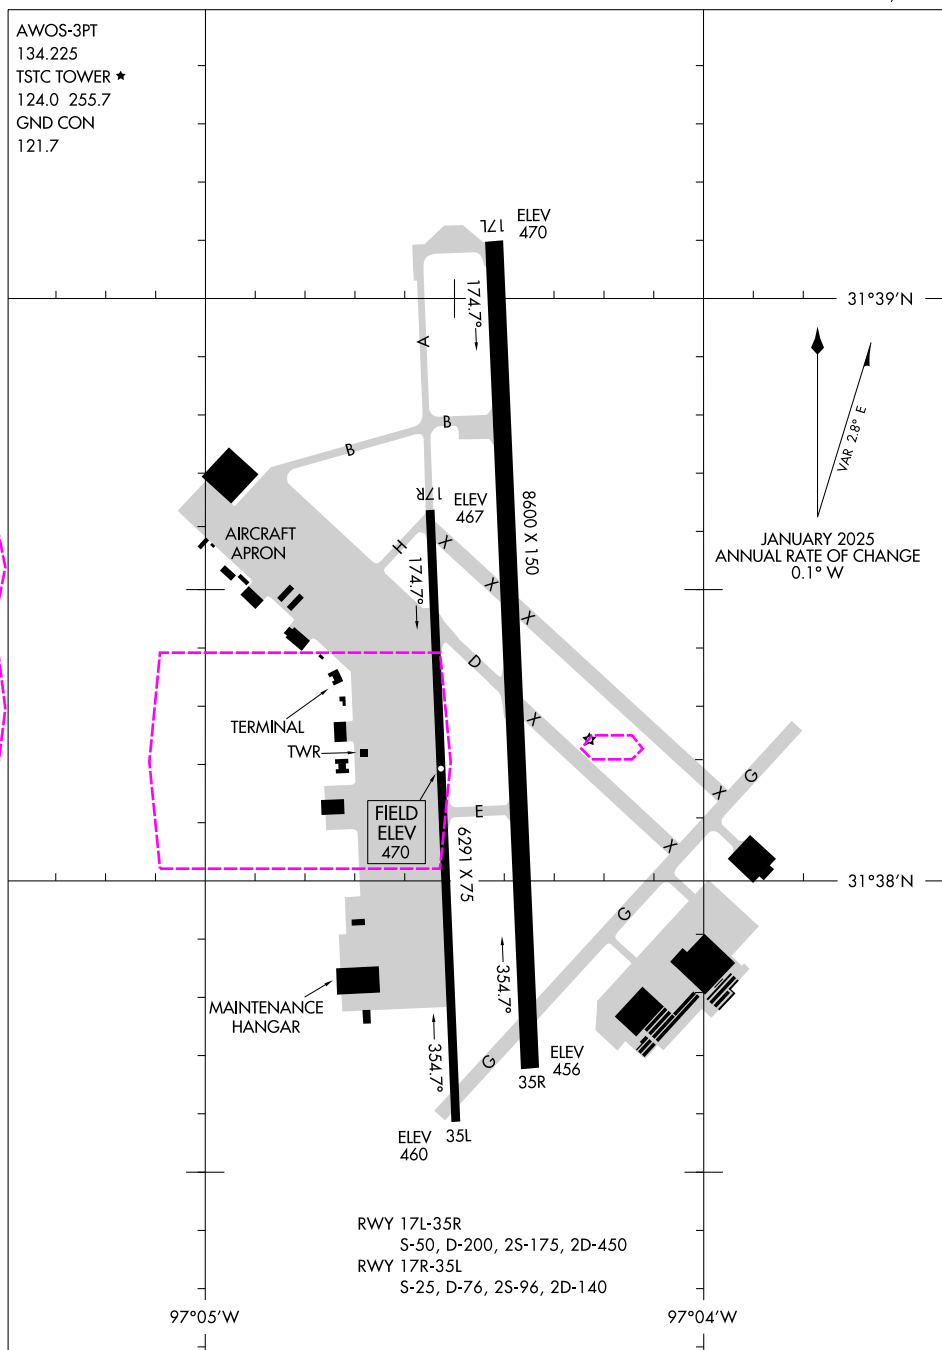 AWOS-3PT
134.225
TSTC TOWER ★
124.0 255.7
GND CON
121.7
17L
ELEV
470
174.7°
31°39'N
A
B
B
VAR 2.8° E
17R
ELEV
467
8600 X 150
AIRCRAFT
APRON
JANUARY 2025
ANNUAL RATE OF CHANGE
0.1° W
H
X
174.7°
X
X
D
TERMINAL
X
TWR
G
X
FIELD
ELEV
470
E
6291 X 75
X
31°38'N
G
354.7°
MAINTENANCE
HANGAR
354.7°
G
ELEV
456
35R
ELEV
460
35L
RWY 17L-35R
S-50, D-200, 2S-175, 2D-450
RWY 17R-35L
S-25, D-76, 2S-96, 2D-140
97°05'W
97°04'W